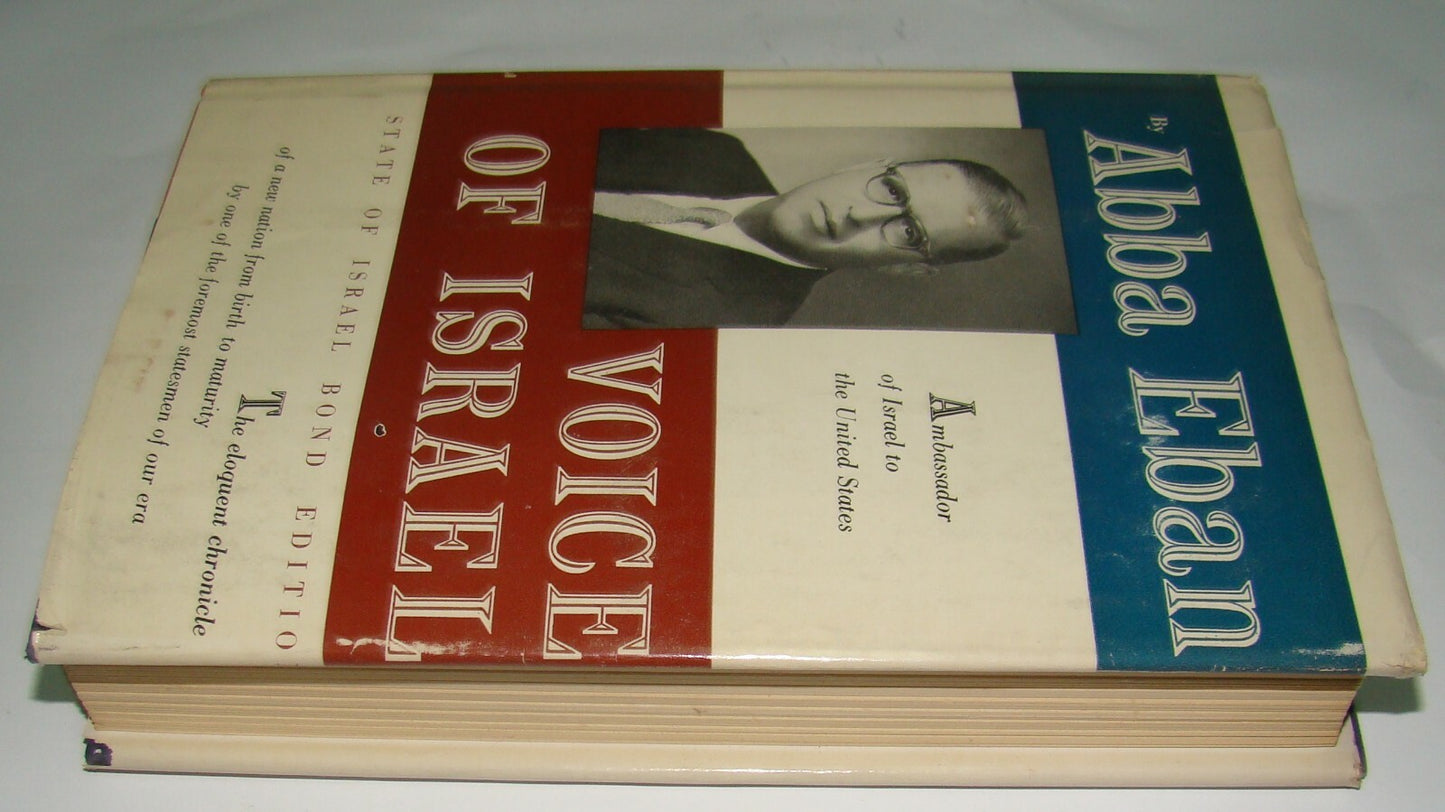 By
Abba Eban
Ambassador
of Israel to
the United States
VOICE
OF ISRAEL
STATE OF ISRAEL BOND EDITIO
The eloquent chronicle
of a new nation from birth to maturity
by one of the foremost statesmen of our era